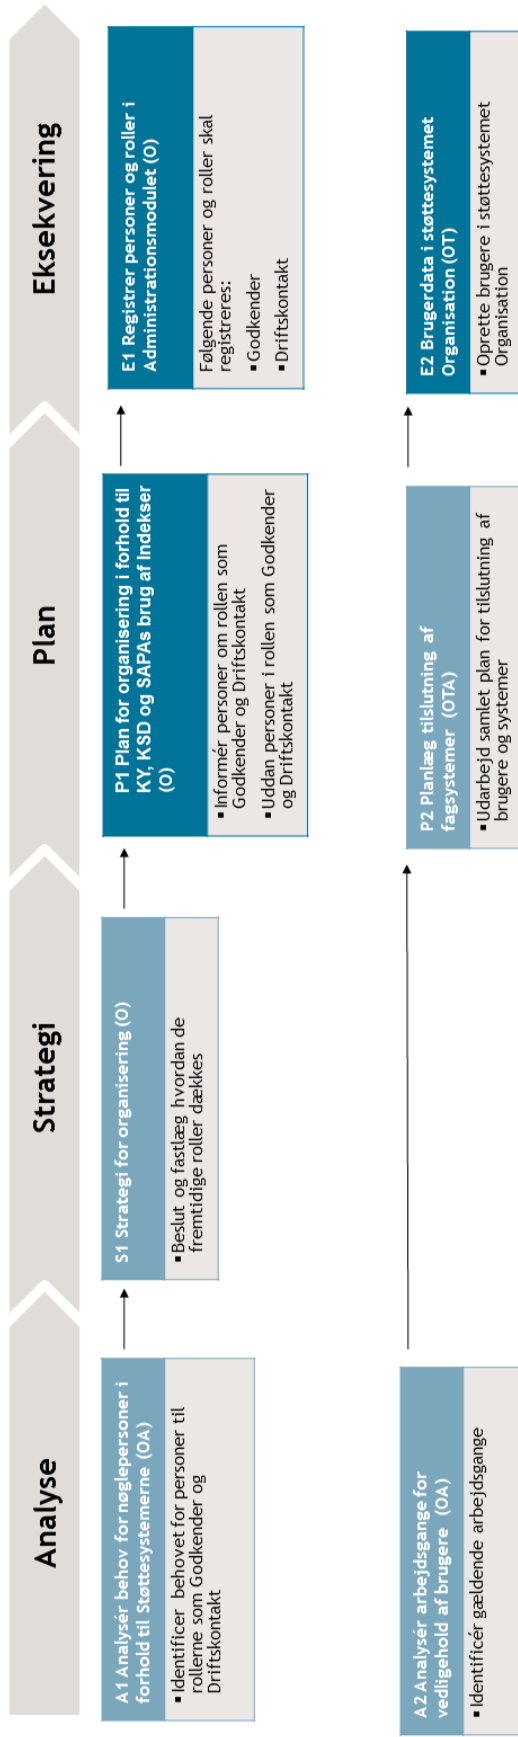 Analyse
Strategi
Plan
Eksekvering
A1 Analysér behov for nøglepersoner i
forhold til Støttesystemerne (OA)
▪Identificer behovet for personer til
rollerne som Godkender og
Driftskontakt
S1 Strategi for organisering (O)
▪Beslut og fastlæg hvordan de
fremtidige roller dækkes
P1 Plan for organisering i forhold til
KY, KSD og SAPAs brug af Indekser
(O)
▪Informér personer om rollen som
Godkender og Driftskontakt
▪Uddan personer i rollen som Godkender
og Driftskontakt
E1 Registrer personer og roller i
Administrationsmodulet (O)
Følgende personer og roller skal
registreres:
▪Godkender
▪Driftskontakt
A2 Analysér arbejdsgange for
vedligehold af brugere (OA)
▪Identificér gældende arbejdsgange
P2 Planlæg tilslutning af
fagsystemer (OTA)
▪Udarbejd samlet plan for tilslutning af
brugere og systemer
E2 Brugerdata i støttesystemet
Organisation (OT)
▪Oprette brugere i støttesystemet
Organisation